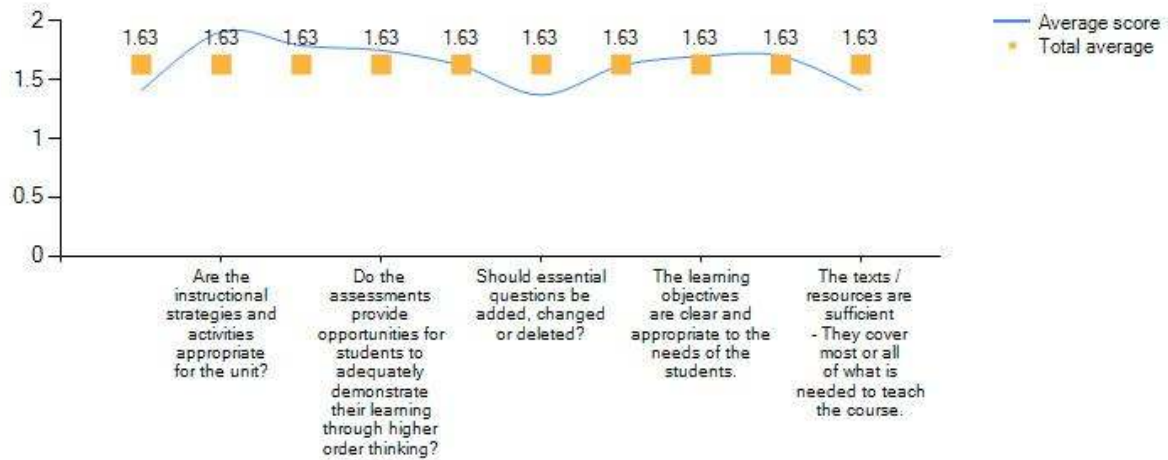 2
1.5
1
0.5
0
1.63 1.63 1.63 1.63 1.63 1.63 1.63 1.63 1.63 1.63
Average score
Total average
Are the
instructional
strategies and
activities
appropriate
for the unit?
Do the
assessments
provide
opportunities for
students to
adequately
demonstrate
their learning
through higher
order thinking?
Should essential
questions be
added, changed
or deleted?
The learning
objectives
are clear and
appropriate to the
needs of the
students.
The texts /
resources are
sufficient
- They cover
most or all
of what is
needed to teach
the course.